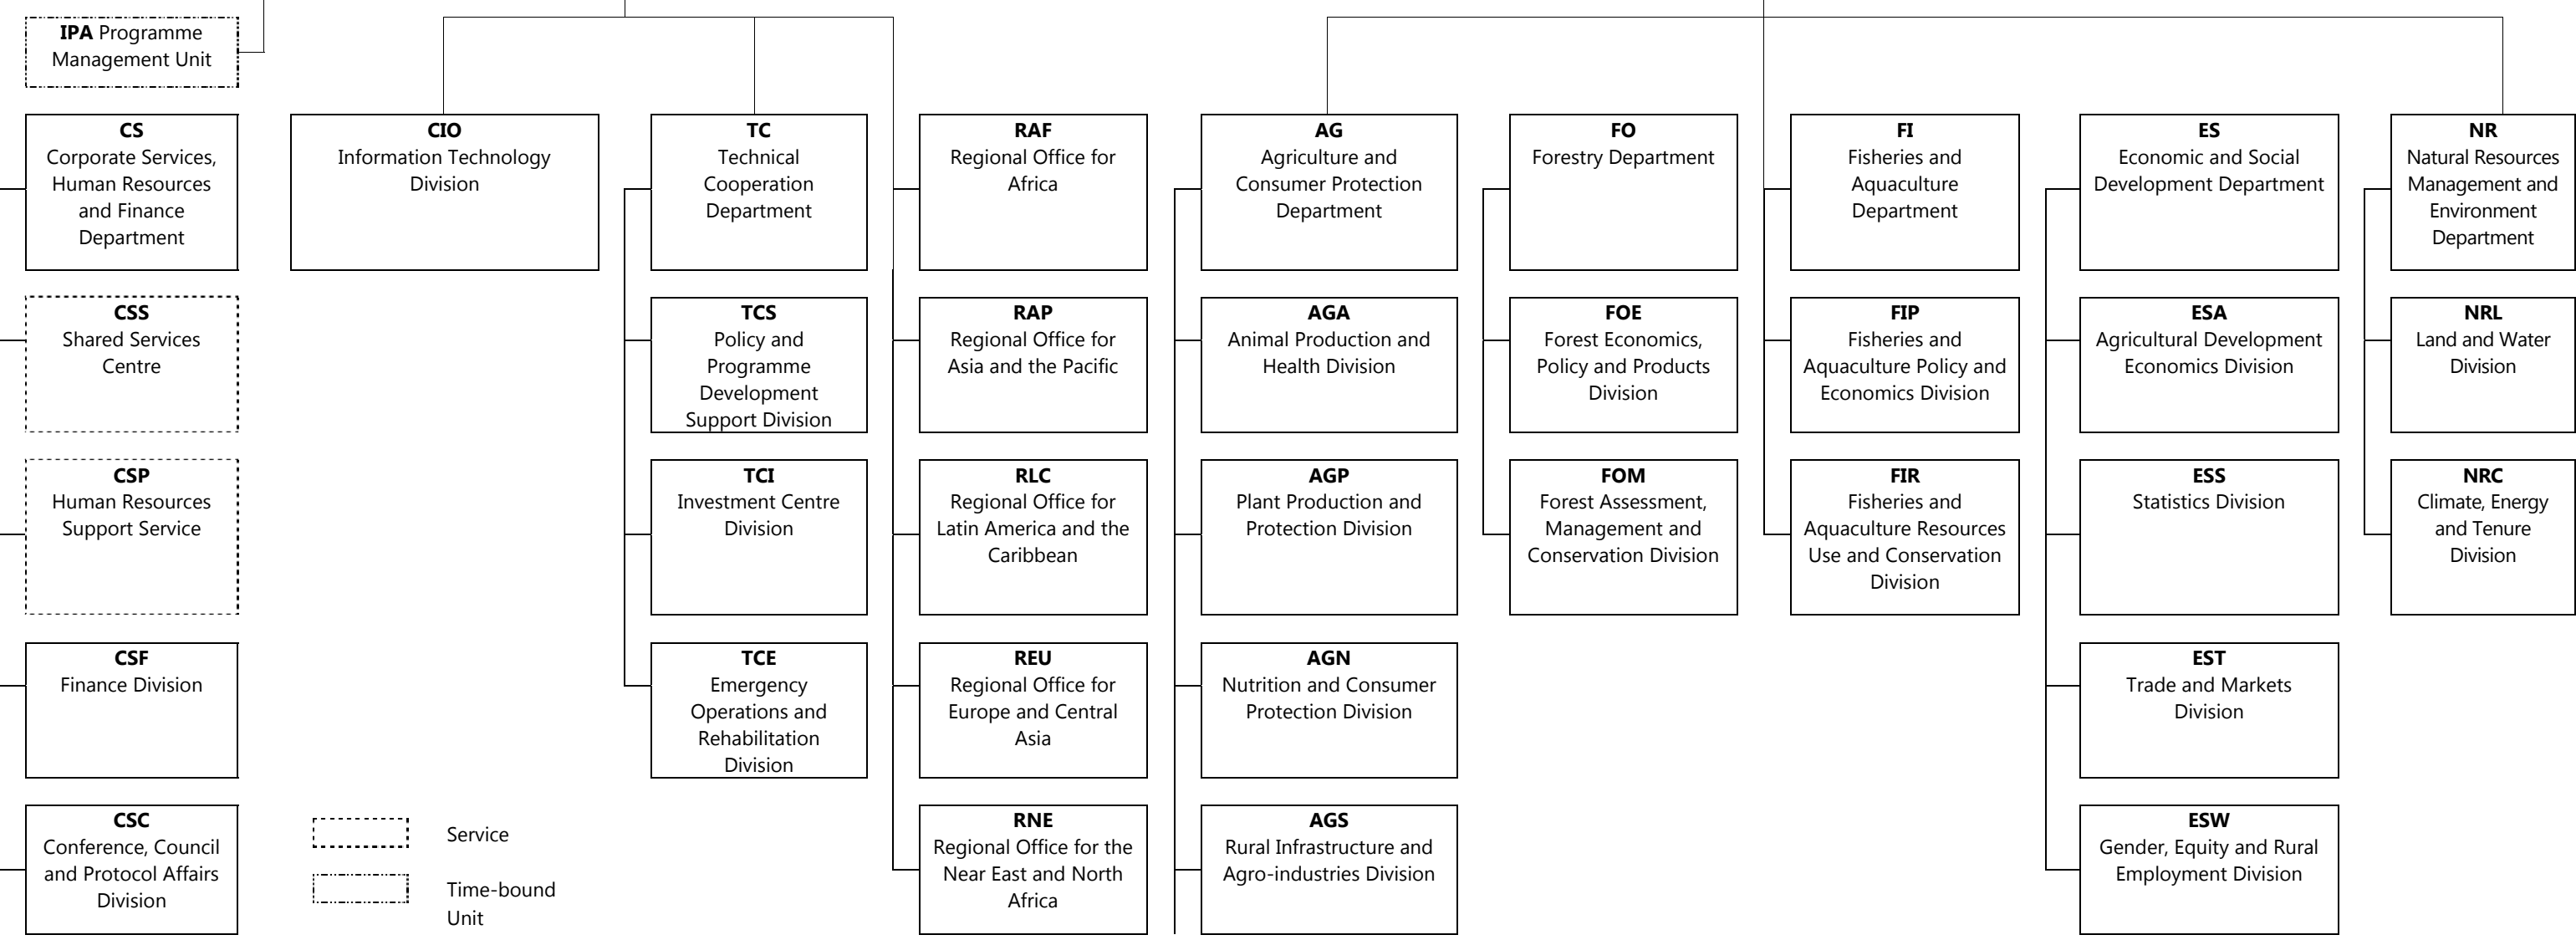 IPA Programme
Management Unit
CS
Corporate Services,
Human Resources
and Finance
Department
CIO
Information Technology
Division
TC
Technical
Cooperation
Department
RAF
Regional Office for
Africa
AG
Agriculture and
Consumer Protection
Department
FO
Forestry Department
FI
Fisheries and
Aquaculture
Department
ES
Economic and Social
Development Department
NR
Natural Resources
Management and
Environment
Department
CSS
Shared Services
Centre
TCS
Policy and
Programme
Development
Support Division
RAP
Regional Office for
Asia and the Pacific
AGA
Animal Production and
Health Division
FOE
Forest Economics,
Policy and Products
Division
FIP
Fisheries and
Aquaculture Policy and
Economics Division
ESA
Agricultural Development
Economics Division
NRL
Land and Water
Division
CSP
Human Resources
Support Service
TCI
Investment Centre
Division
RLC
Regional Office for
Latin America and the
Caribbean
AGP
Plant Production and
Protection Division
FOM
Forest Assessment,
Management and
Conservation Division
FIR
Fisheries and
Aquaculture Resources
Use and Conservation
Division
ESS
Statistics Division
NRC
Climate, Energy
and Tenure
Division
CSF
Finance Division
TCE
Emergency
Operations and
Rehabilitation
Division
REU
Regional Office for
Europe and Central
Asia
AGN
Nutrition and Consumer
Protection Division
EST
Trade and Markets
Division
CSC
Conference, Council
and Protocol Affairs
Division
Service
Time-bound
Unit
RNE
Regional Office for the
Near East and North
Africa
AGS
Rural Infrastructure and
Agro-industries Division
ESW
Gender, Equity and Rural
Employment Division